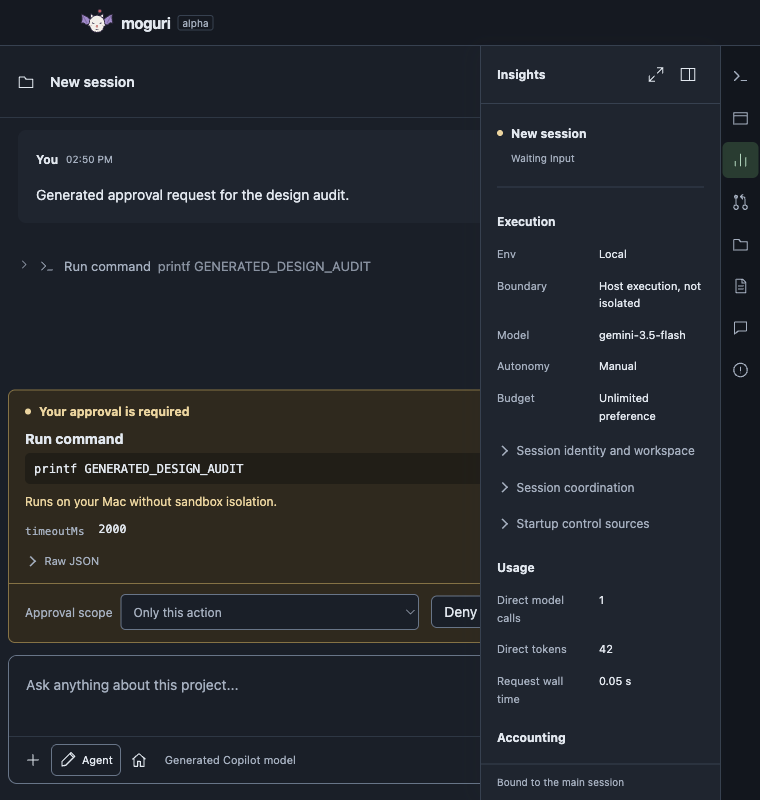 moguri alpha
New session
You 02:50 PM
Generated approval request for the design audit.
Run command printf GENERATED_DESIGN_AUDIT
Your approval is required
Run command
printf GENERATED_DESIGN_AUDIT
Runs on your Mac without sandbox isolation.
timeoutMs 2000
Raw JSON
Approval scope Only this action Deny
Ask anything about this project...
Agent Generated Copilot model
Insights
New session
Waiting Input
Execution
Env Local
Boundary Host execution, not
isolated
Model gemini-3.5-flash
Autonomy Manual
Budget Unlimited
preference
Session identity and workspace
Session coordination
Startup control sources
Usage
Direct model 1
calls
Direct tokens 42
Request wall 0.05 s
time
Accounting
Bound to the main session